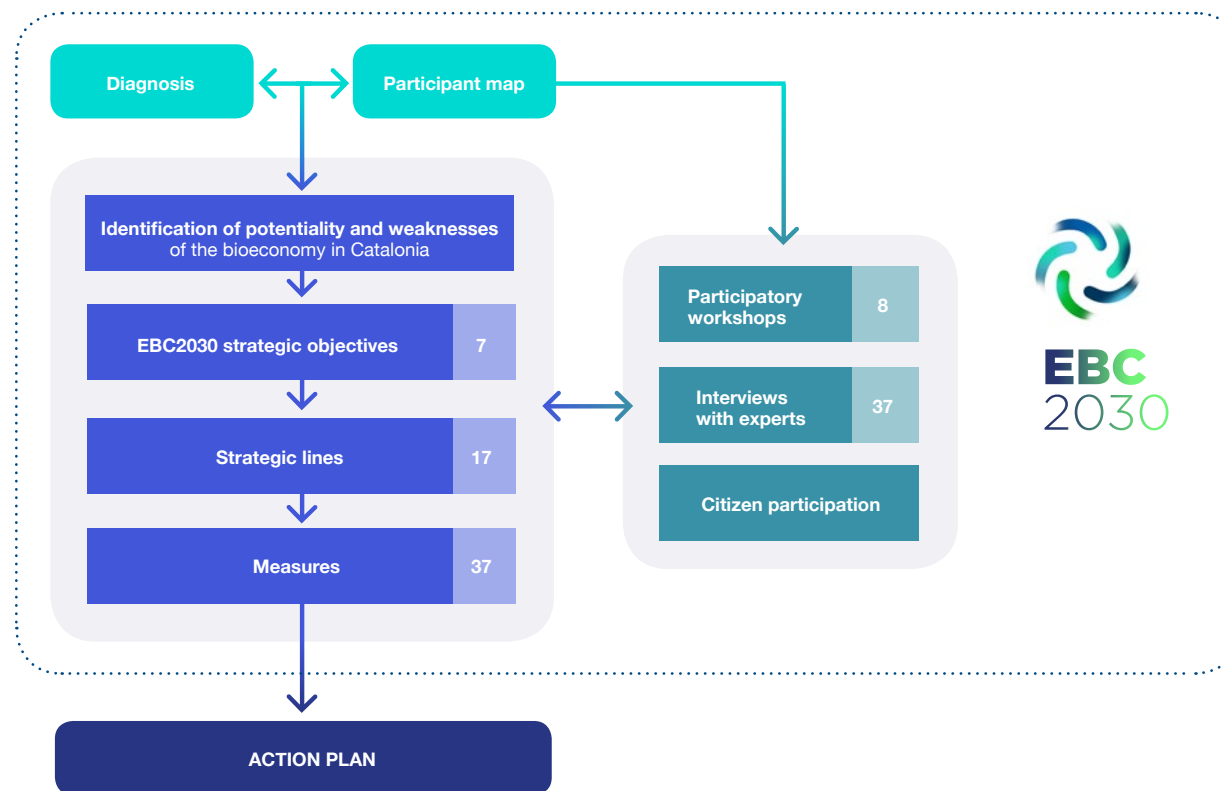 Diagnosis
Participant map
Identification of potentiality and weaknesses
of the bioeconomy in Catalonia
EBC2030 strategic objectives
7
Strategic lines
17
Measures
37
Participatory
workshops
8
Interviews
with experts
37
Citizen participation
EBC
2030
ACTION PLAN